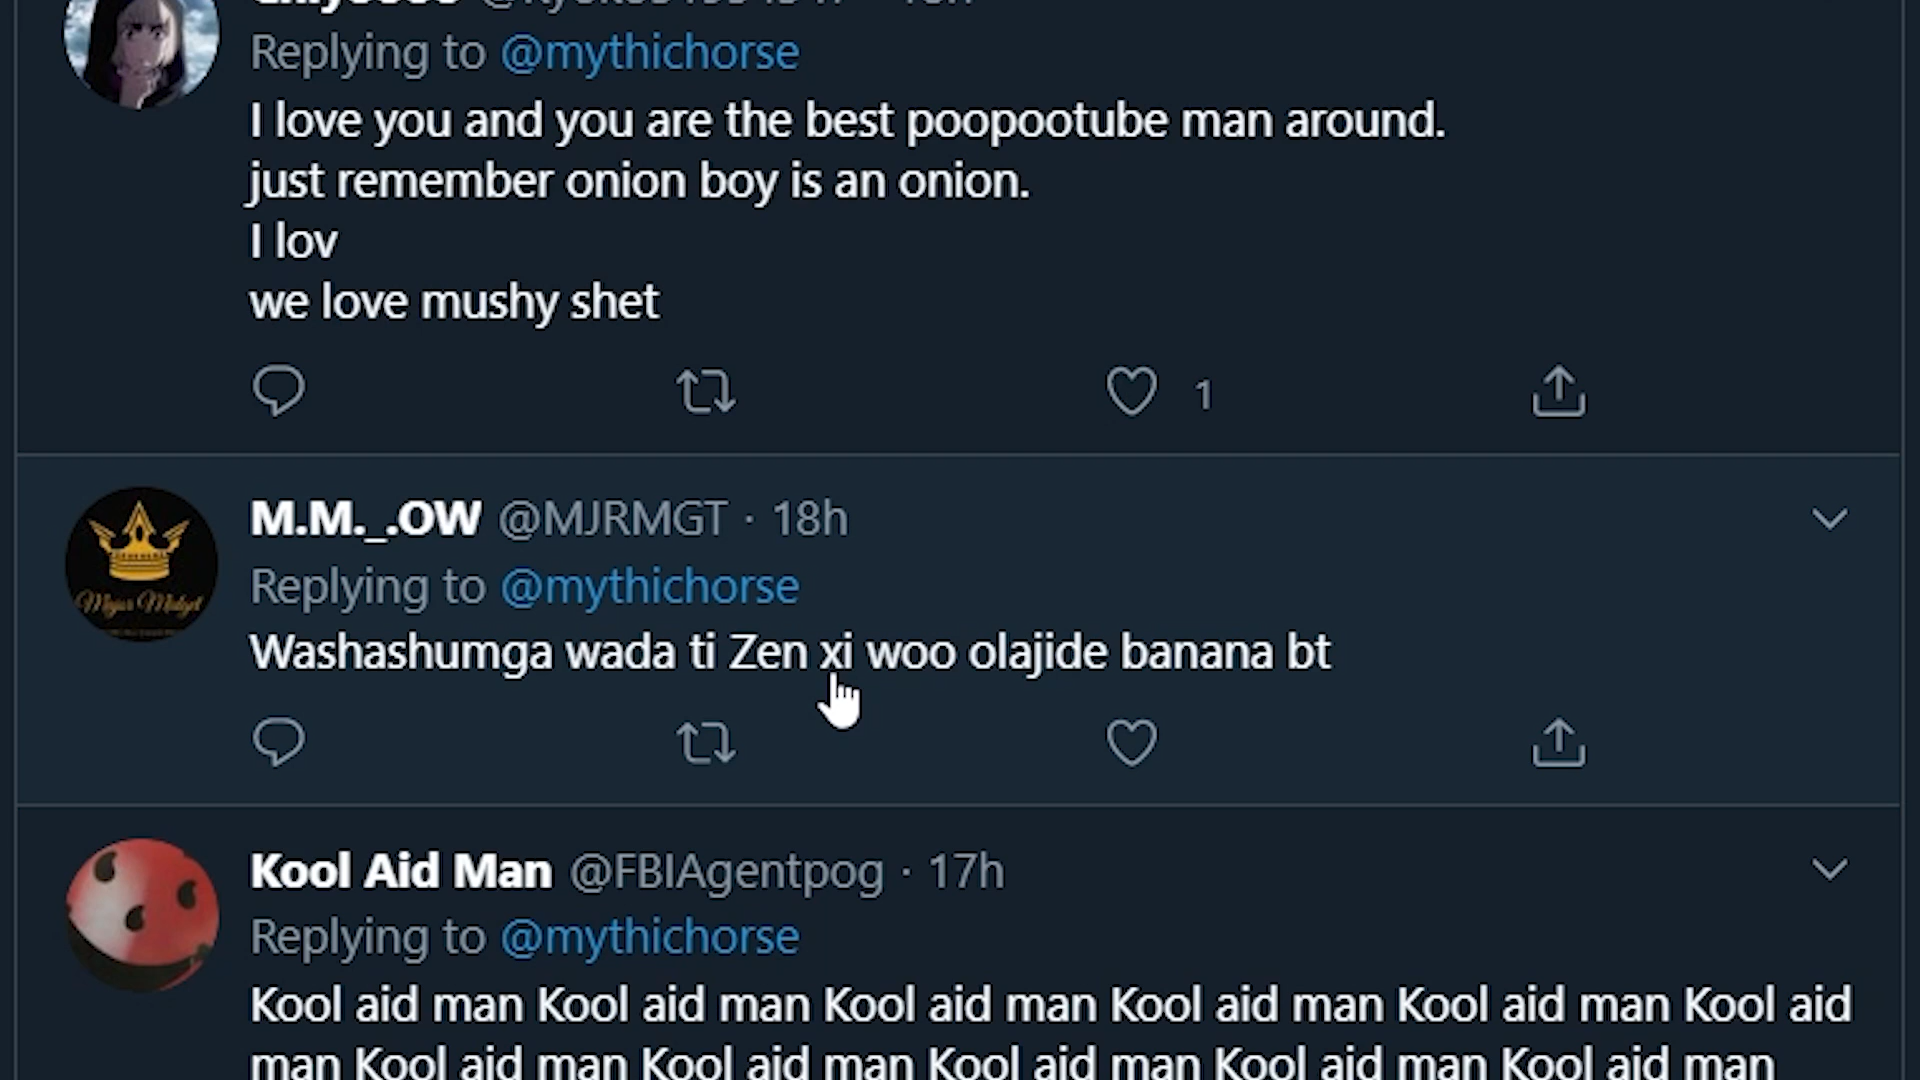 Replying to @mythichorse
I love you and you are the best poopootube man around.
just remember onion boy is an onion.
I lov
we love mushy shet
1
M.M._.OW @MJRMGT · 18h
Major Midget
Replying to @mythichorse
Washashumga wada ti Zen xi woo olajide banana bt
Kool Aid Man @FBIAgentpog · 17h
Replying to @mythichorse
Kool aid man Kool aid man Kool aid man Kool aid man Kool aid man Kool aid
man Kool aid man Kool aid man Kool aid man Kool aid man Kool aid man